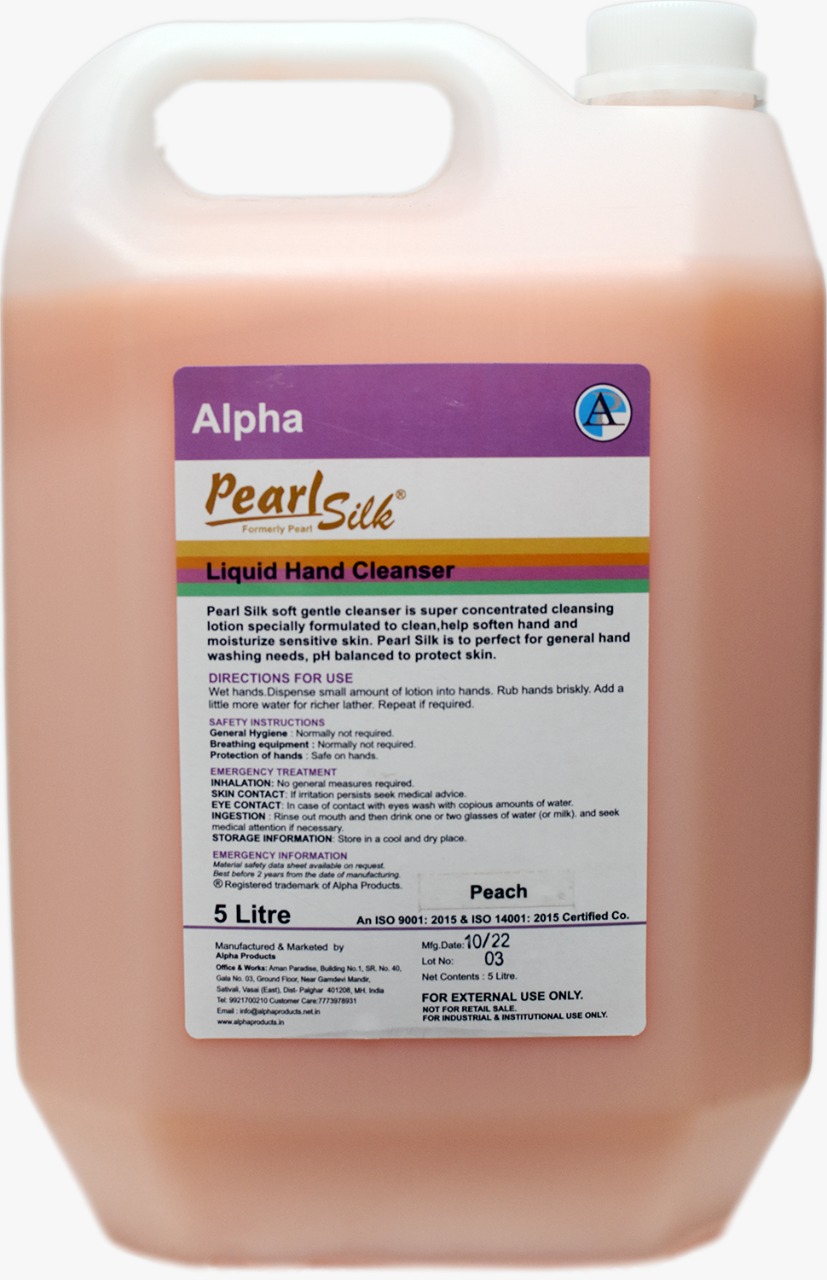 Alpha
AP
Pearl Silk®
Formerly Pearl
Liquid Hand Cleanser
Pearl Silk soft gentle cleanser is super concentrated cleansing
lotion specially formulated to clean,help soften hand and
moisturize sensitive skin. Pearl Silk is to perfect for general hand
washing needs, pH balanced to protect skin.
DIRECTIONS FOR USE
Wet hands.Dispense small amount of lotion into hands. Rub hands briskly. Add a
little more water for richer lather. Repeat if required.
SAFETY INSTRUCTIONS
General Hygiene : Normally not required.
Breathing equipment : Normally not required.
Protection of hands : Safe on hands.
EMERGENCY TREATMENT
INHALATION: No general measures required.
SKIN CONTACT: If irritation persists seek medical advice.
EYE CONTACT: In case of contact with eyes wash with copious amounts of water.
INGESTION : Rinse out mouth and then drink one or two glasses of water (or milk). and seek
medical attention if necessary.
STORAGE INFORMATION: Store in a cool and dry place.
EMERGENCY INFORMATION
Material safety data sheet available on request.
Best before 2 years from the date of manufacturing.
® Registered trademark of Alpha Products.
Peach
5 Litre
An ISO 9001: 2015 & ISO 14001: 2015 Certified Co.
Manufactured & Marketed by
Alpha Products
Office & Works: Aman Paradise, Building No.1, SR. No. 40,
Gala No. 03, Ground Floor, Near Gamdevi Mandir,
Sativali, Vasai (East), Dist- Palghar 401208, MH. India
Tel: 9921700210 Customer Care:7773978931
Email : info@alphaproducts.net.in
www.alphaproducts.in
Mfg.Date:10/22
Lot No: 03
Net Contents : 5 Litre.
FOR EXTERNAL USE ONLY.
NOT FOR RETAIL SALE.
FOR INDUSTRIAL & INSTITUTIONAL USE ONLY.